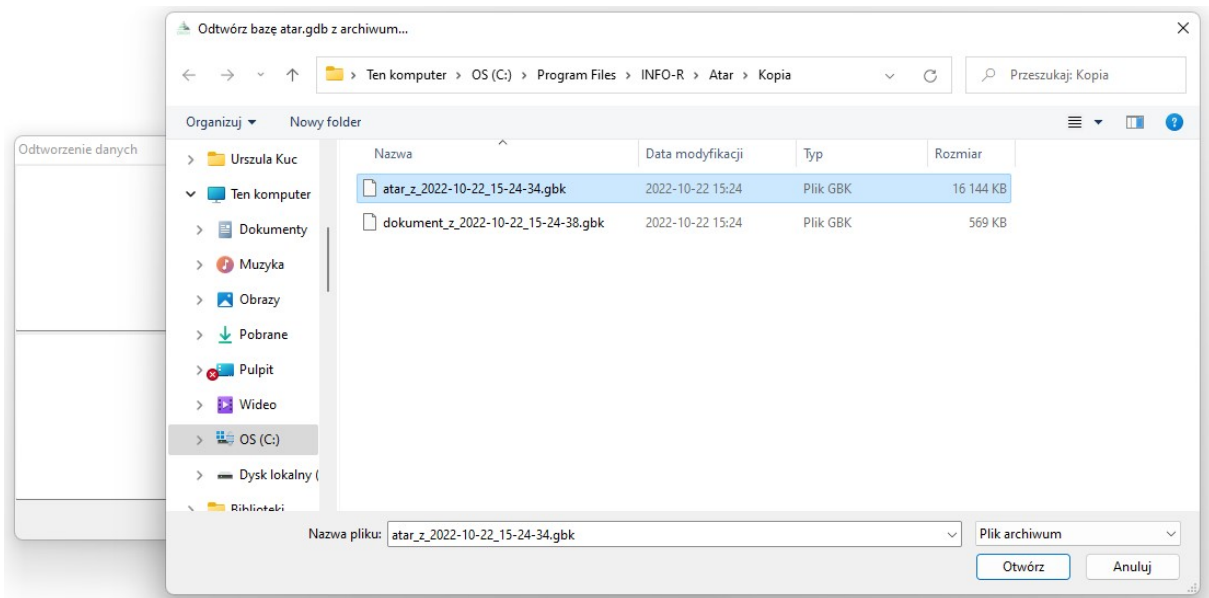 Odtwórz bazę atar.gdb z archiwum...
Ten komputer > OS (C:) > Program Files > INFO-R > Atar > Kopia
Przeszukaj: Kopia
Organizuj Nowy folder
Odtworzenie danych
Nazwa Data modyfikacji Typ Rozmiar
Urszula Kuc
atar_z_2022-10-22_15-24-34.gbk 2022-10-22 15:24 Plik GBK 16 144 KB
Ten komputer
dokument_z_2022-10-22_15-24-38.gbk 2022-10-22 15:24 Plik GBK 569 KB
Dokumenty
Muzyka
Obrazy
Pobrane
Pulpit
Wideo
OS (C:)
Dysk lokalny (
Biblioteki
Nazwa pliku: atar_z_2022-10-22_15-24-34.gbk Plik archiwum
Otwórz Anuluj